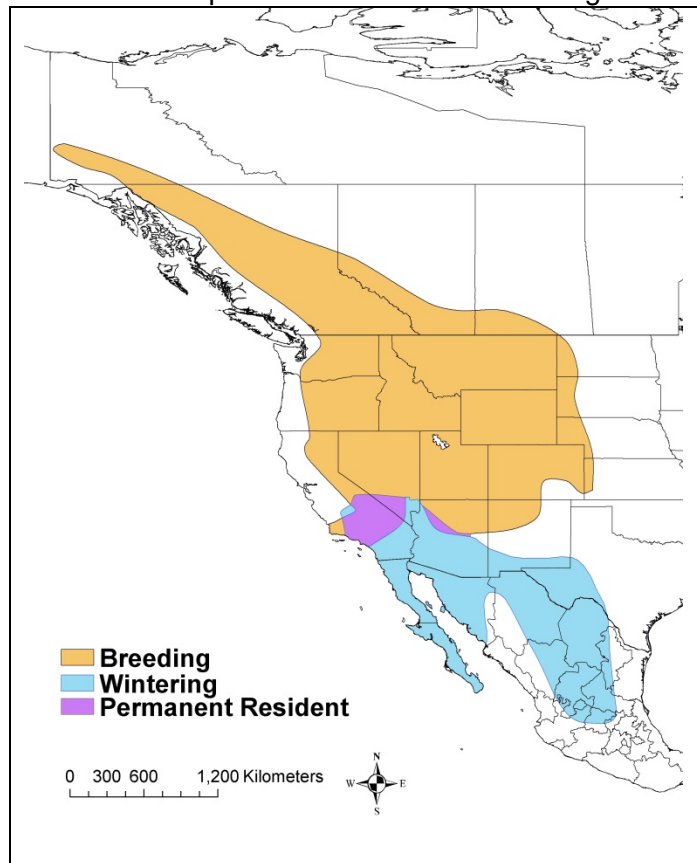 Breeding
Wintering
Permanent Resident
0 300 600 1,200 Kilometers
N
W E
S